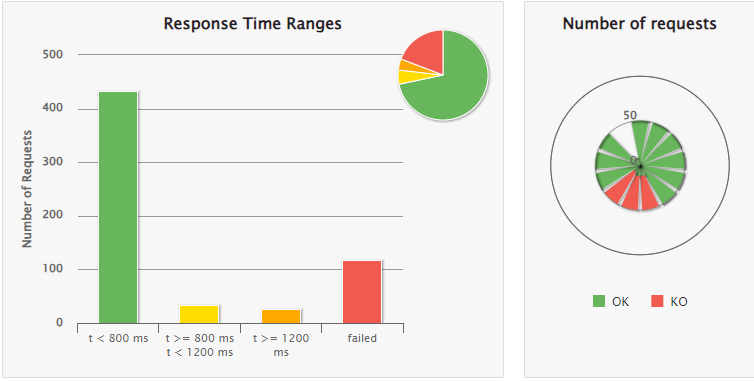 Response Time Ranges
Number of requests
Number of Requests
500
400
300
200
100
0
t < 800 ms
t >= 800 ms
t < 1200 ms
t >= 1200
ms
failed
50
0
OK
KO